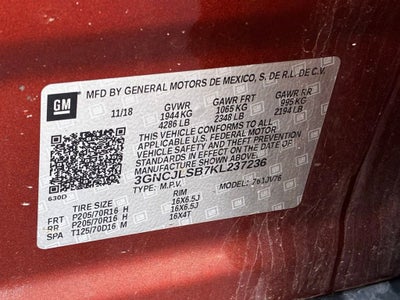 MFD BY GENERAL MOTORS DE MEXICO, S. DE R.L. DE C.V.
GM
11/18 GVWR GAWR FRT GAWR RR
1944 KG 1065 KG 995 KG
4286 LB 2348 LB 2194 LB
THIS VEHICLE CONFORMS TO ALL
APPLICABLE U.S. FEDERAL MOTOR
VEHICLE SAFETY, BUMPER, AND THEFT
PREVENTION STANDARDS IN EFFECT ON THE DATE OF
MANUFACTURE SHOWN ABOVE.
3GNCJLSB7KL237236
630D
TYPE: M.P.V. MODEL: 
TIRE SIZE RIM
FRT P205/70R16 H 16X6.5J
RR P205/70R16 H 16X6.5J
SPA T125/70D16 M 16X4T